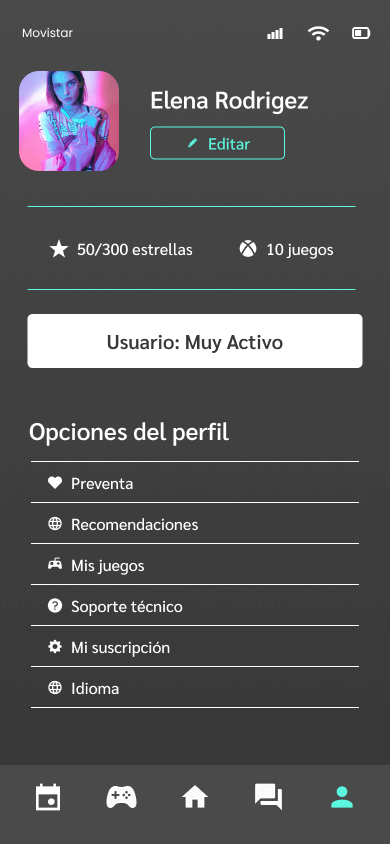 Movistar
Elena Rodrigez
Editar
50/300 estrellas
10 juegos
Usuario: Muy Activo
Opciones del perfil
Preventa
Recomendaciones
Mis juegos
Soporte técnico
Mi suscripción
Idioma